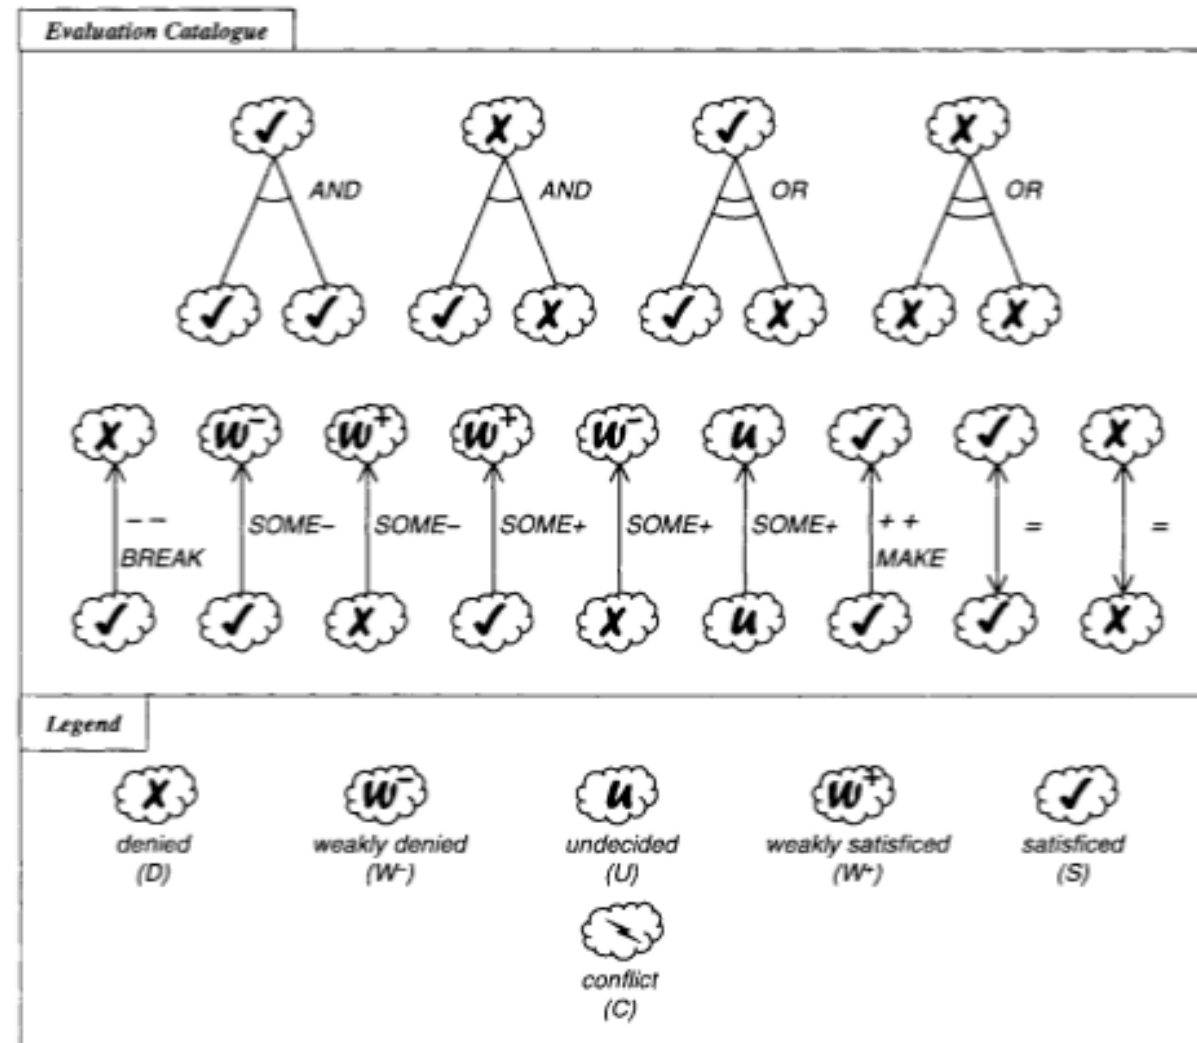 Evaluation Catalogue
✓ X ✓ X
AND AND OR OR
✓ ✓ ✓ X ✓ X X X
X W⁻ W⁺ W⁺ W⁻ u ✓ ✓ X
-- SOME– SOME– SOME+ SOME+ SOME+ ++ = =
BREAK MAKE
✓ ✓ X ✓ X u ✓ ✓ X
Legend
X W⁻ u W⁺ ✓
denied weakly denied undecided weakly satisficed satisficed
(D) (W⁻) (U) (W⁺) (S)
conflict
(C)